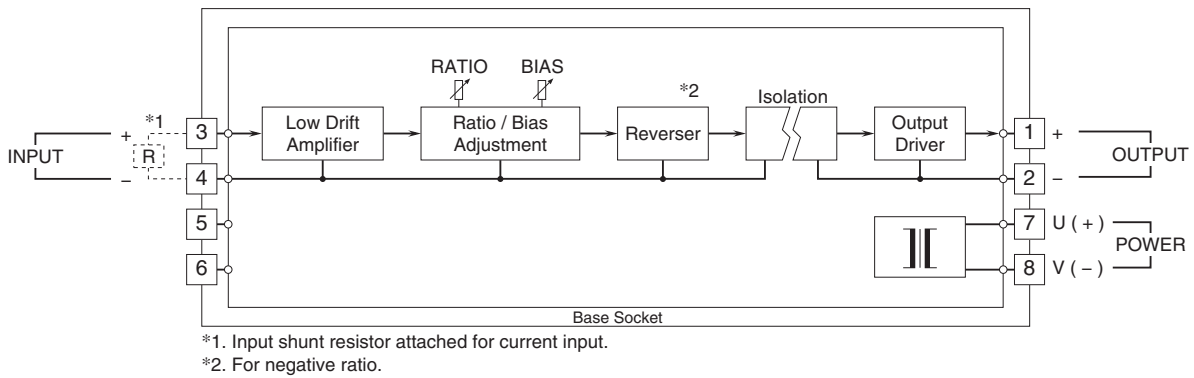 RATIO BIAS
*1 *2 Isolation
INPUT + R 3 Low Drift Amplifier Ratio / Bias Adjustment Reverser Output Driver 1 + OUTPUT
– 4 2 –
5 7 U ( + ) POWER
6 8 V ( – )
Base Socket
*1. Input shunt resistor attached for current input.
*2. For negative ratio.